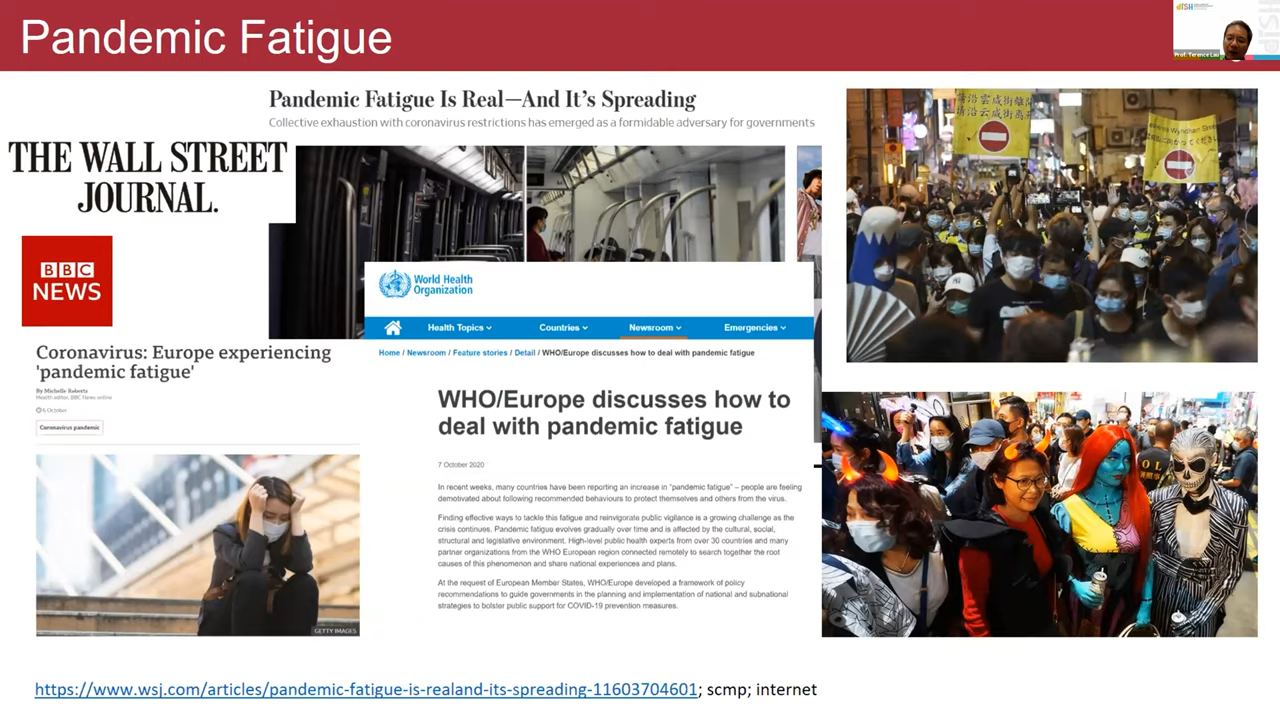 Pandemic Fatigue
Prof. Terence Lau
Pandemic Fatigue Is Real—And It's Spreading
Collective exhaustion with coronavirus restrictions has emerged as a formidable adversary for governments
THE WALL STREET
JOURNAL.
BBC
NEWS
Coronavirus: Europe experiencing
'pandemic fatigue'
By Michelle Roberts
Health editor, BBC News online
6 October
Coronavirus pandemic
GETTY IMAGES
World Health
Organization
Health Topics
Countries
Newsroom
Emergencies
Home / Newsroom / Feature stories / Detail / WHO/Europe discusses how to deal with pandemic fatigue
WHO/Europe discusses how to
deal with pandemic fatigue
7 October 2020
In recent weeks, many countries have been reporting an increase in "pandemic fatigue" – people are feeling
demotivated about following recommended behaviours to protect themselves and others from the virus.
Finding effective ways to tackle this fatigue and reinvigorate public vigilance is a growing challenge as the
crisis continues. Pandemic fatigue evolves gradually over time and is affected by the cultural, social,
structural and legislative environment. High-level public health experts from over 30 countries and many
partner organizations from the WHO European region connected remotely to search together the root
causes of this phenomenon and share national experiences and plans.
At the request of European Member States, WHO/Europe developed a framework of policy
recommendations to guide governments in the planning and implementation of national and subnational
strategies to bolster public support for COVID-19 prevention measures.
https://www.wsj.com/articles/pandemic-fatigue-is-realand-its-spreading-11603704601; scmp; internet